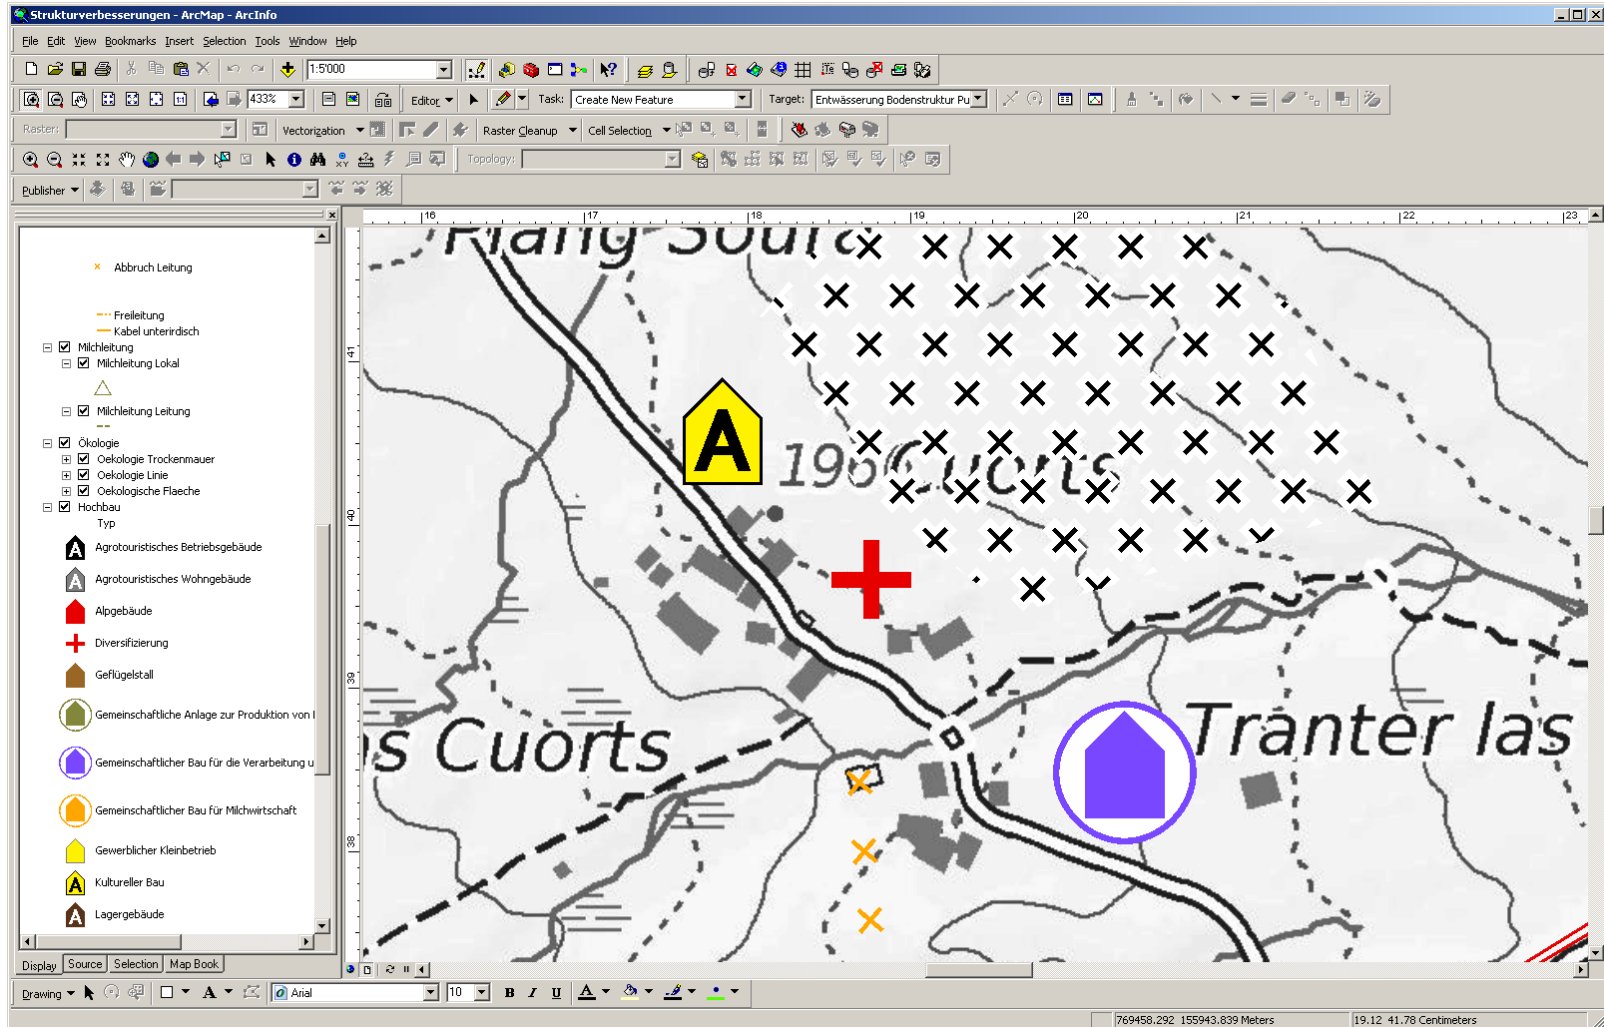 Strukturverbesserungen - ArcMap - ArcInfo
File Edit View Bookmarks Insert Selection Tools Window Help
1:5'000
433% Editor Task: Create New Feature Target: Entwässerung Bodenstruktur Pu
Raster: Vectorization Raster Cleanup Cell Selection
Topology:
Publisher
16 17 18 19 20 21 22 23
41
40
39
38
Abbruch Leitung
Freileitung
Kabel unterirdisch
Milchleitung
Milchleitung Lokal
Milchleitung Leitung
Ökologie
Oekologie Trockenmauer
Oekologie Linie
Oekologische Flaeche
Hochbau
Typ
A Agrotouristisches Betriebsgebäude
A Agrotouristisches Wohngebäude
Alpgebäude
Diversifizierung
Geflügelstall
Gemeinschaftliche Anlage zur Produktion von
Gemeinschaftlicher Bau für die Verarbeitung u
Gemeinschaftlicher Bau für Milchwirtschaft
Gewerblicher Kleinbetrieb
A Kultureller Bau
A Lagergebäude
Plang Soura
A
196 Cuorts
s Cuorts
Tranter las
Display Source Selection Map Book
Drawing A Arial 10 B I U A
769458.292 155943.839 Meters 19.12 41.78 Centimeters